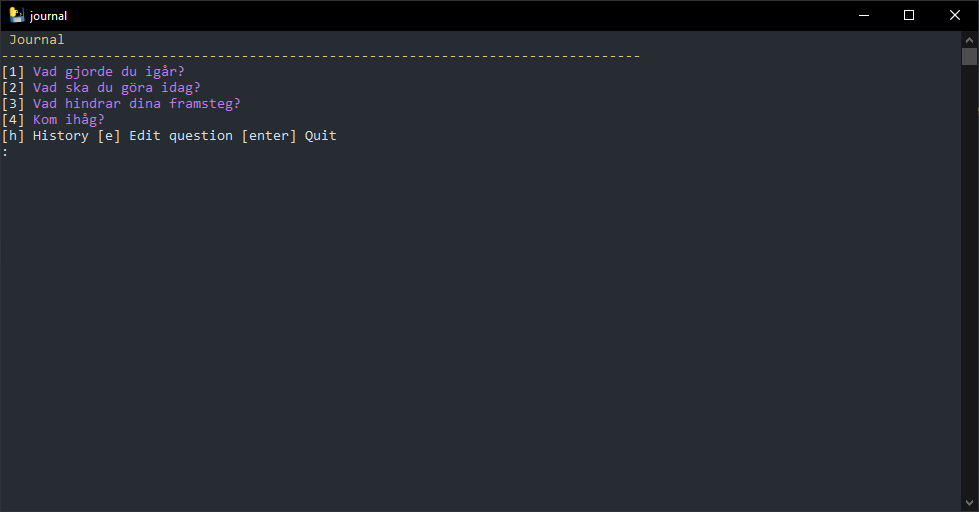 journal
Journal
--------------------------------------------------------------------------------
[1] Vad gjorde du igår?
[2] Vad ska du göra idag?
[3] Vad hindrar dina framsteg?
[4] Kom ihåg?
[h] History [e] Edit question [enter] Quit
: